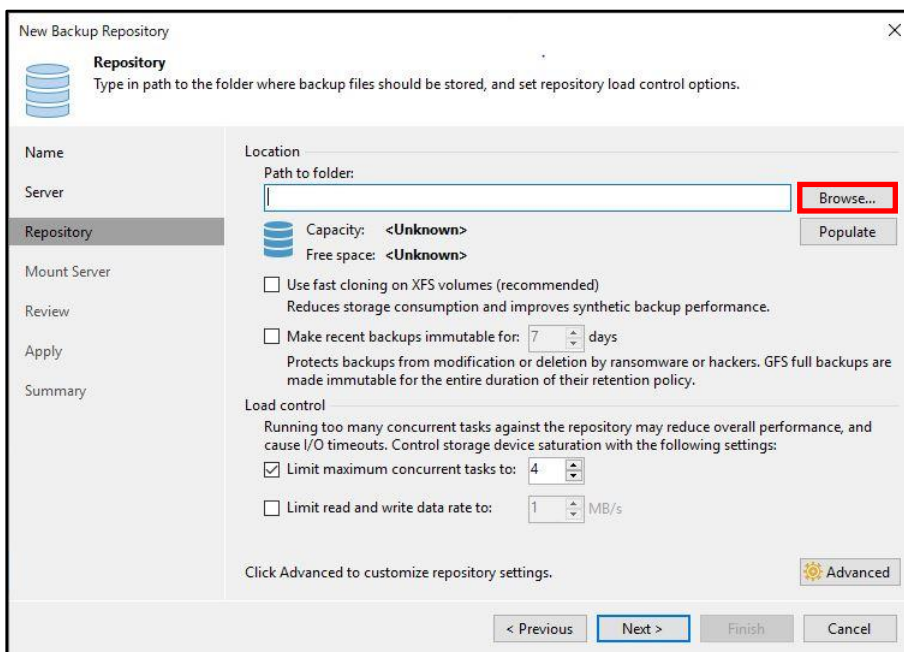 New Backup Repository
Repository
Type in path to the folder where backup files should be stored, and set repository load control options.
Name
Server
Repository
Mount Server
Review
Apply
Summary
Location
Path to folder:
Browse...
Capacity: <Unknown>
Populate
Free space: <Unknown>
Use fast cloning on XFS volumes (recommended)
Reduces storage consumption and improves synthetic backup performance.
Make recent backups immutable for: 7 days
Protects backups from modification or deletion by ransomware or hackers. GFS full backups are
made immutable for the entire duration of their retention policy.
Load control
Running too many concurrent tasks against the repository may reduce overall performance, and
cause I/O timeouts. Control storage device saturation with the following settings:
Limit maximum concurrent tasks to: 4
Limit read and write data rate to: 1 MB/s
Click Advanced to customize repository settings.
Advanced
< Previous
Next >
Finish
Cancel